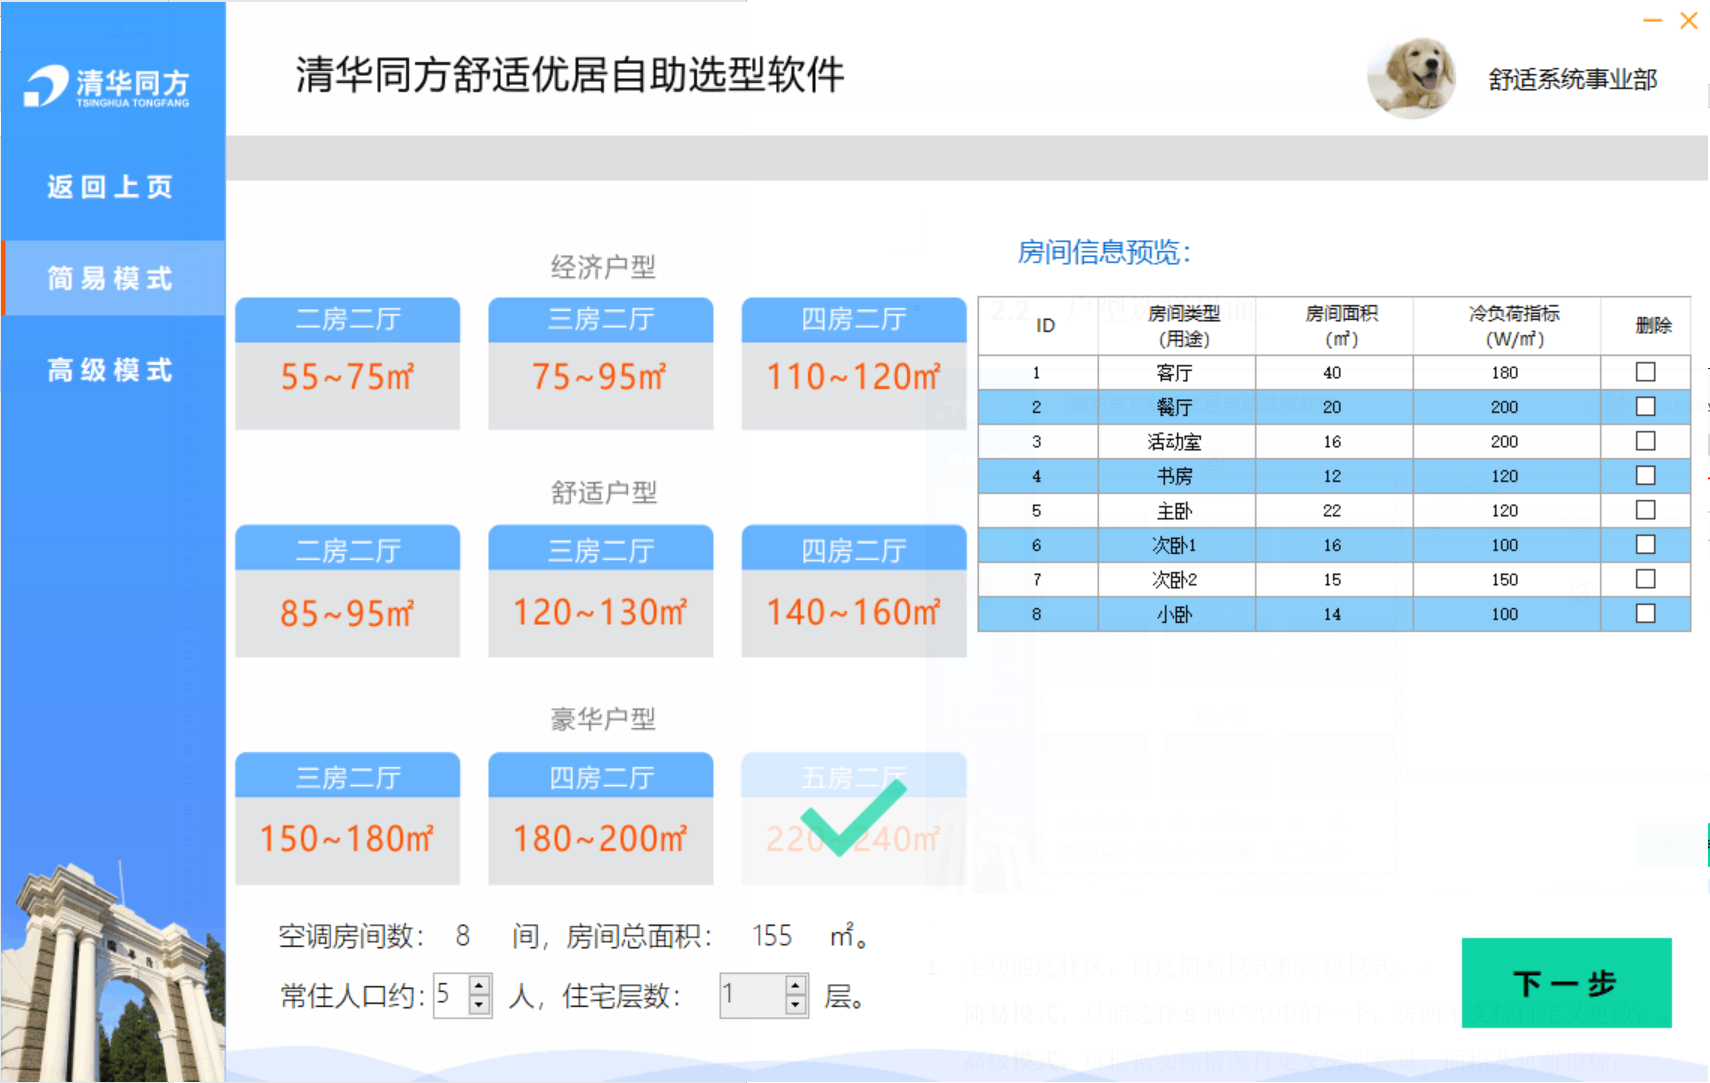 清华同方
TSINGHUA TONGFANG
返回上页
简易模式
高级模式
清华同方舒适优居自助选型软件
舒适系统事业部
经济户型
二房二厅
55~75㎡
三房二厅
75~95㎡
四房二厅
110~120㎡
舒适户型
二房二厅
85~95㎡
三房二厅
120~130㎡
四房二厅
140~160㎡
豪华户型
三房二厅
150~180㎡
四房二厅
180~200㎡
五房二厅
220~240㎡
空调房间数: 8 间, 房间总面积: 155 ㎡。
常住人口约: 5 人, 住宅层数: 1 层。
房间信息预览:
ID 房间类型(用途) 房间面积(㎡) 冷负荷指标(W/㎡) 删除
1 客厅 40 180
2 餐厅 20 200
3 活动室 16 200
4 书房 12 120
5 主卧 22 120
6 次卧1 16 100
7 次卧2 15 150
8 小卧 14 100
下一步